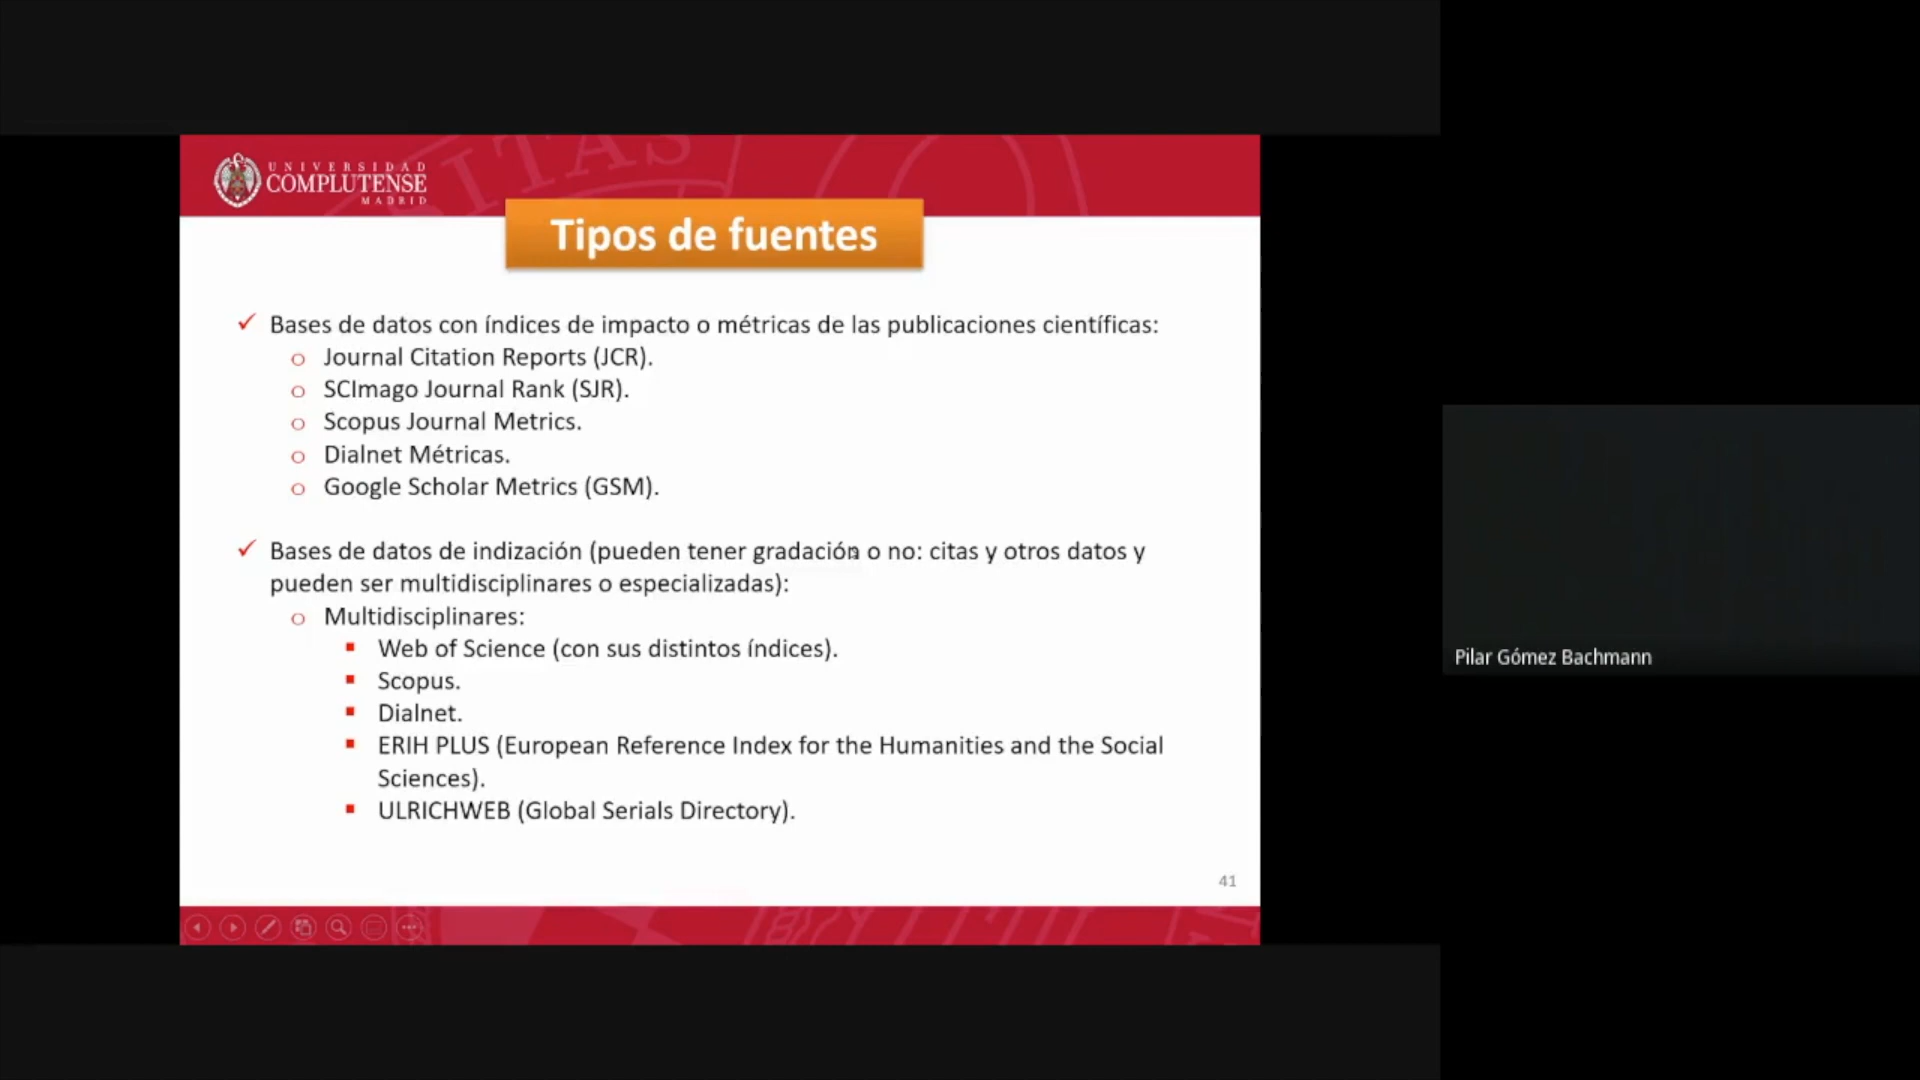 UNIVERSIDAD
COMPLUTENSE
MADRID
Tipos de fuentes
Bases de datos con índices de impacto o métricas de las publicaciones científicas:
Journal Citation Reports (JCR).
SCImago Journal Rank (SJR).
Scopus Journal Metrics.
Dialnet Métricas.
Google Scholar Metrics (GSM).
Bases de datos de indización (pueden tener gradación o no: citas y otros datos y
pueden ser multidisciplinares o especializadas):
Multidisciplinares:
Web of Science (con sus distintos índices).
Scopus.
Dialnet.
ERIH PLUS (European Reference Index for the Humanities and the Social
Sciences).
ULRICHWEB (Global Serials Directory).
41
Pilar Gómez Bachmann